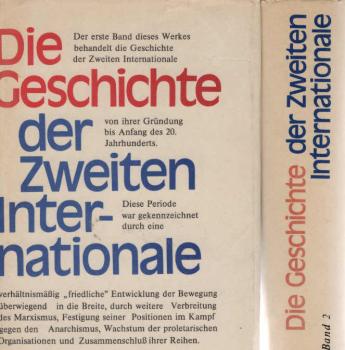 Die
Der erste Band dieses Werkes
behandelt die Geschichte
der Zweiten Internationale
Geschichte
von ihrer Gründung
bis Anfang des 20.
Jahrhunderts.
der
Zweiten
Diese Periode
war gekennzeichnet
durch eine
Inter-
nationale
verhältnismäßig „friedliche" Entwicklung der Bewegung
überwiegend in die Breite, durch weitere Verbreitung
des Marxismus, Festigung seiner Positionen im Kampf
gegen den Anarchismus, Wachstum der proletarischen
Organisationen und Zusammenschluß ihrer Reihen.
Die Geschichte der Zweiten
Internationale
Band 2